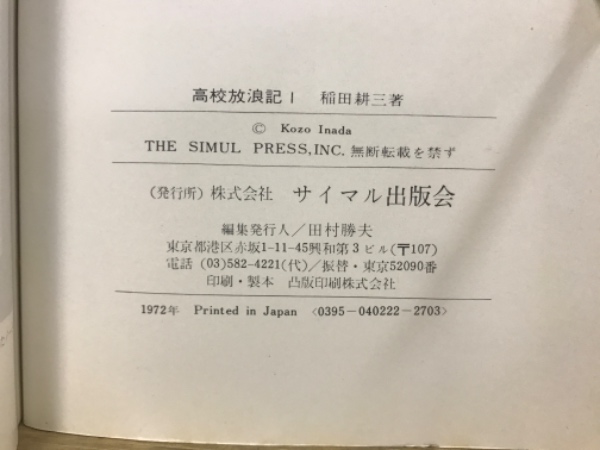 高校放浪記 I 稲田耕三著
© Kozo Inada
THE SIMUL PRESS,INC. 無断転載を禁ず
(発行所) 株式会社 サイマル出版会
編集発行人/田村勝夫
東京都港区赤坂1-11-45興和第3ビル(〒107)
電話 (03)582-4221(代)/振替・東京52090番
印刷・製本 凸版印刷株式会社
1972年 Printed in Japan 〈0395-040222-2703〉